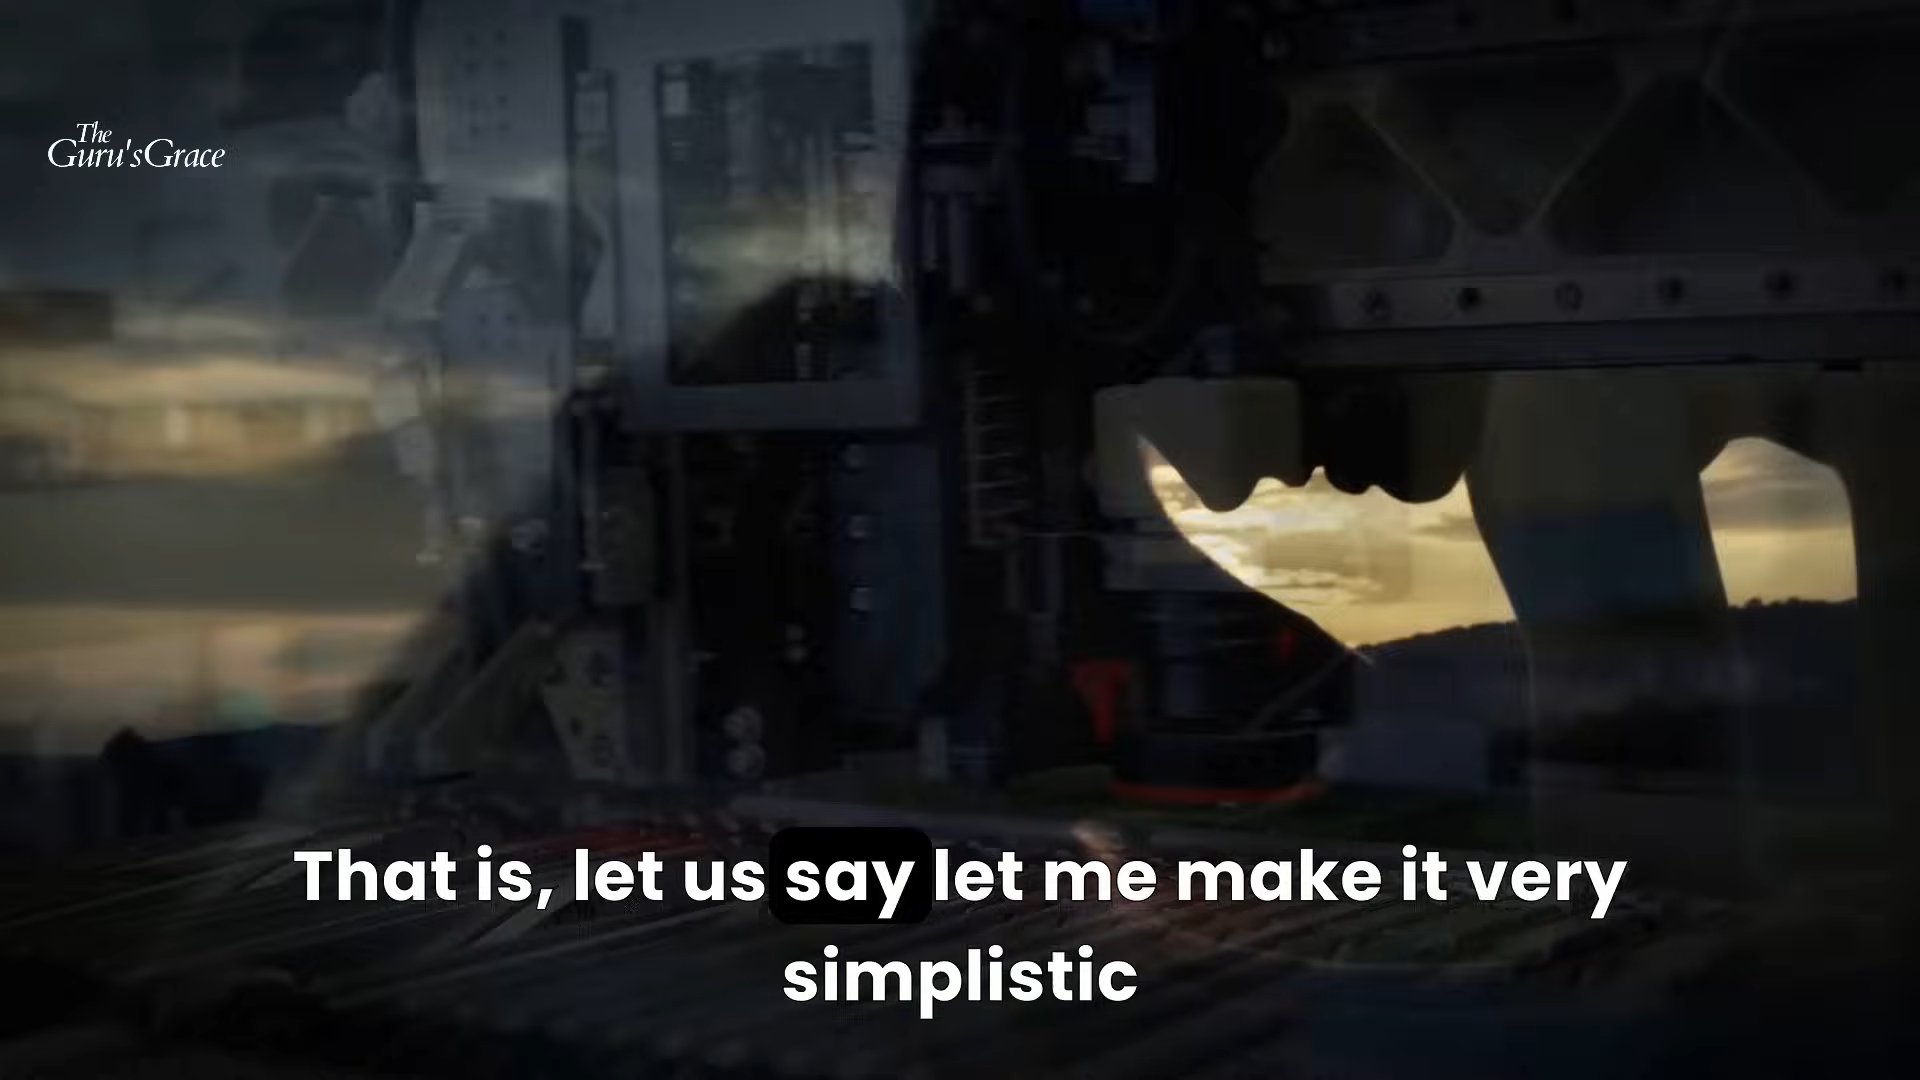 The
Guru'sGrace
That is, let us say let me make it very
simplistic